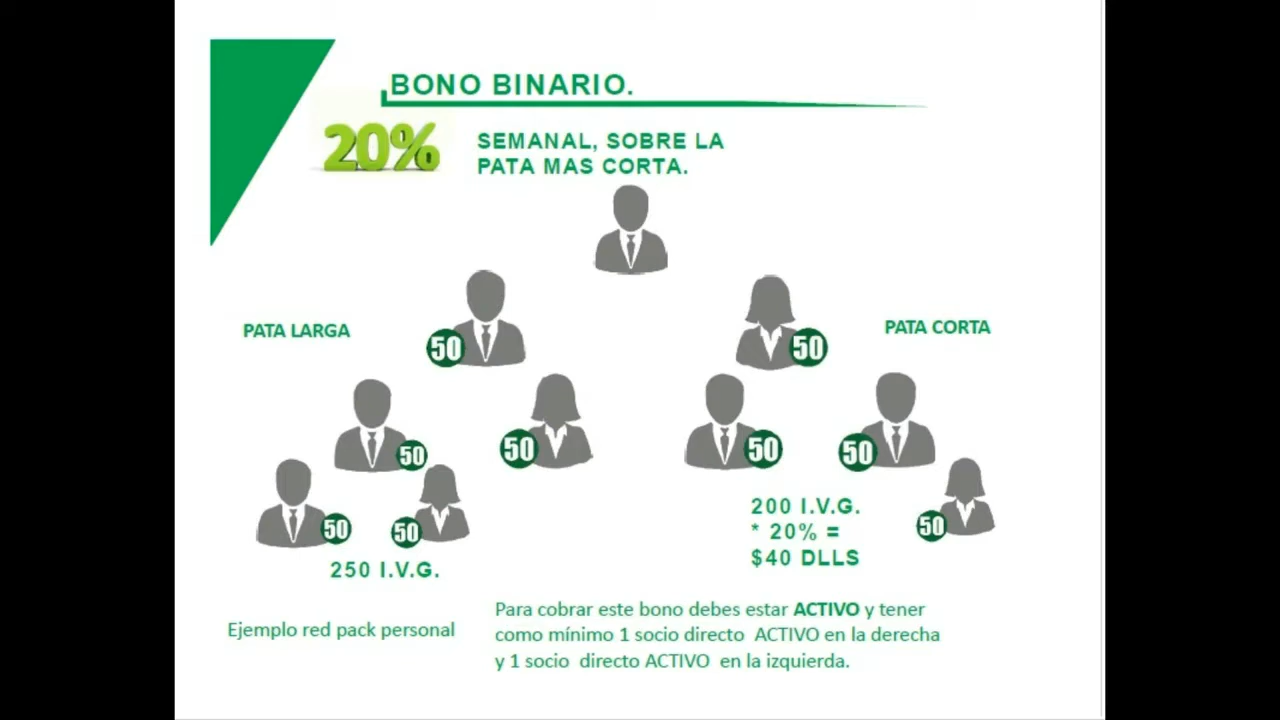 BONO BINARIO.
20%
SEMANAL, SOBRE LA
PATA MAS CORTA.
PATA LARGA
PATA CORTA
50
50
50
50
50
50
50
50
50
200 I.V.G.
* 20% =
$40 DLLS
250 I.V.G.
Ejemplo red pack personal
Para cobrar este bono debes estar ACTIVO y tener
como mínimo 1 socio directo ACTIVO en la derecha
y 1 socio directo ACTIVO en la izquierda.